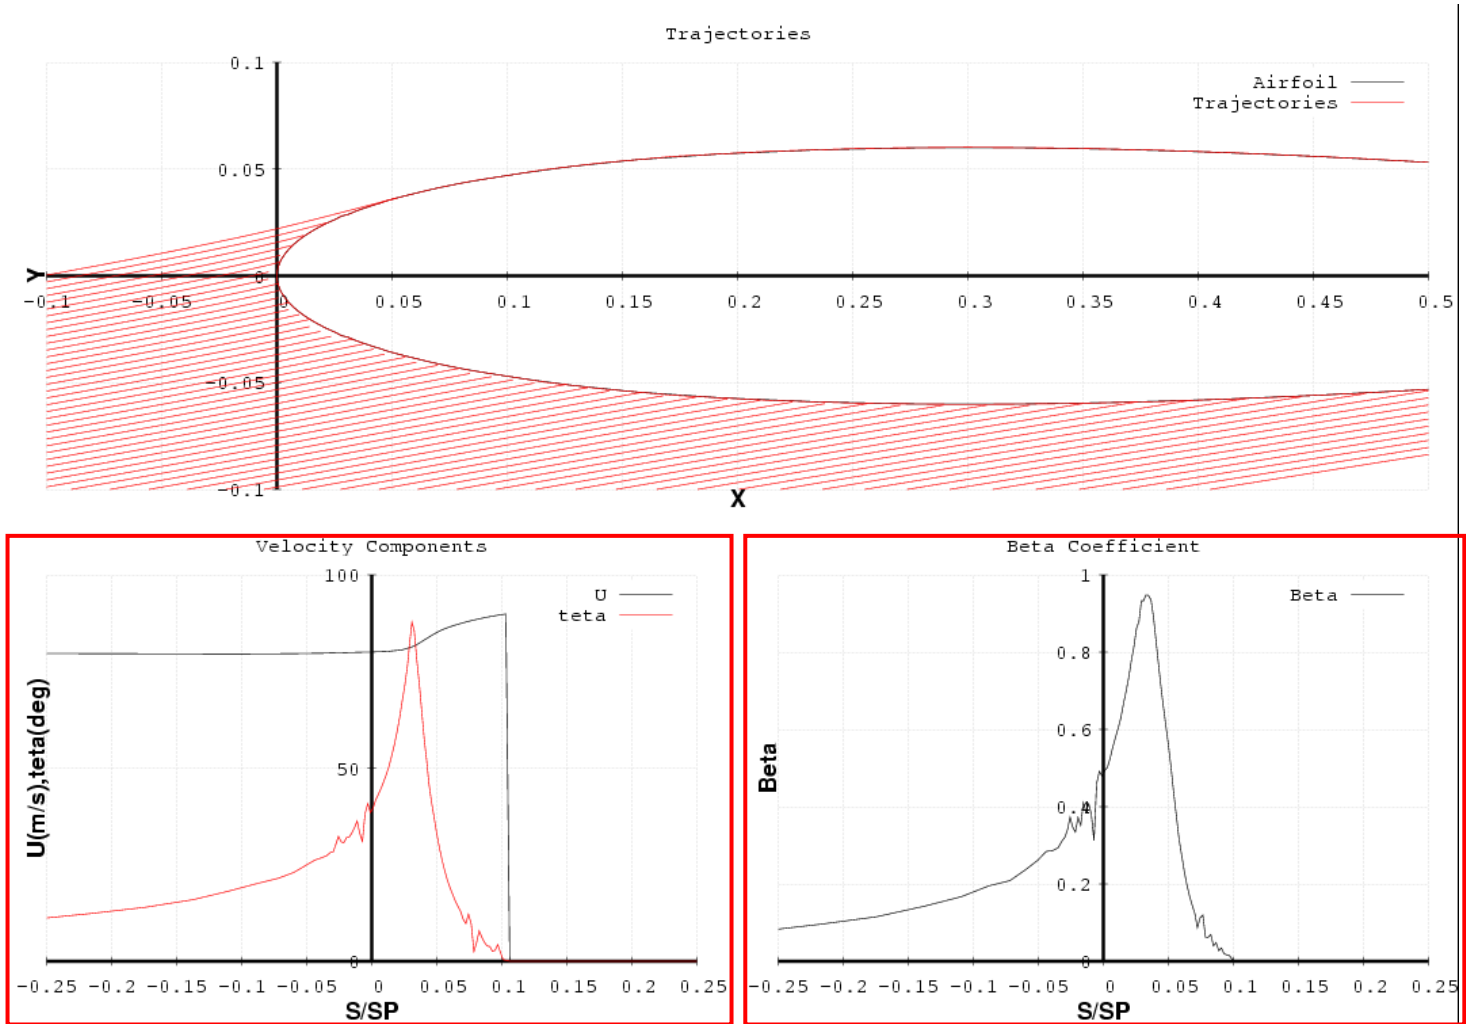 Trajectories
0.1
Airfoil
Trajectories
0.05
Y
0
-0.1 -0.05 0 0.05 0.1 0.15 0.2 0.25 0.3 0.35 0.4 0.45 0.5
-0.05
-0.1
X
Velocity Components
100
U
teta
50
U(m/s),teta(deg)
0
-0.25 -0.2 -0.15 -0.1 -0.05 0 0.05 0.1 0.15 0.2 0.25
S/SP
Beta Coefficient
1
Beta
0.8
0.6
Beta
0.4
0.2
0
-0.25 -0.2 -0.15 -0.1 -0.05 0 0.05 0.1 0.15 0.2 0.25
S/SP